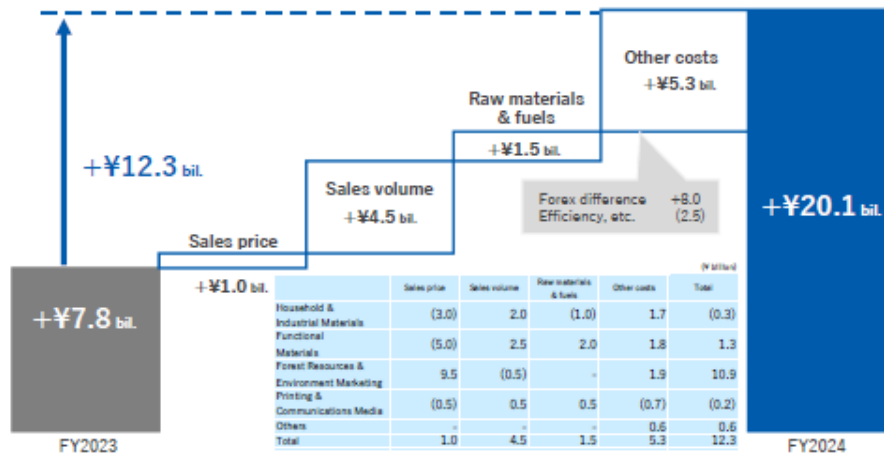 Other costs
+¥5.3 bil.
Raw materials
& fuels
+¥1.5 bil.
+¥12.3 bil.
Sales volume
+¥4.5 bil.
Forex difference +8.0
Efficiency, etc. (2.5)
+¥20.1 bil.
Sales price
+¥1.0 bil.
+¥7.8 bil.
(¥ billion)
Sales price Sales volume Raw materials & fuels Other costs Total
Household &
Industrial Materials (3.0) 2.0 (1.0) 1.7 (0.3)
Functional
Materials (5.0) 2.5 2.0 1.8 1.3
Forest Resources &
Environment Marketing 9.5 (0.5) - 1.9 10.9
Printing &
Communications Media (0.5) 0.5 0.5 (0.7) (0.2)
Others - - - 0.6 0.6
Total 1.0 4.5 1.5 5.3 12.3
FY2023
FY2024